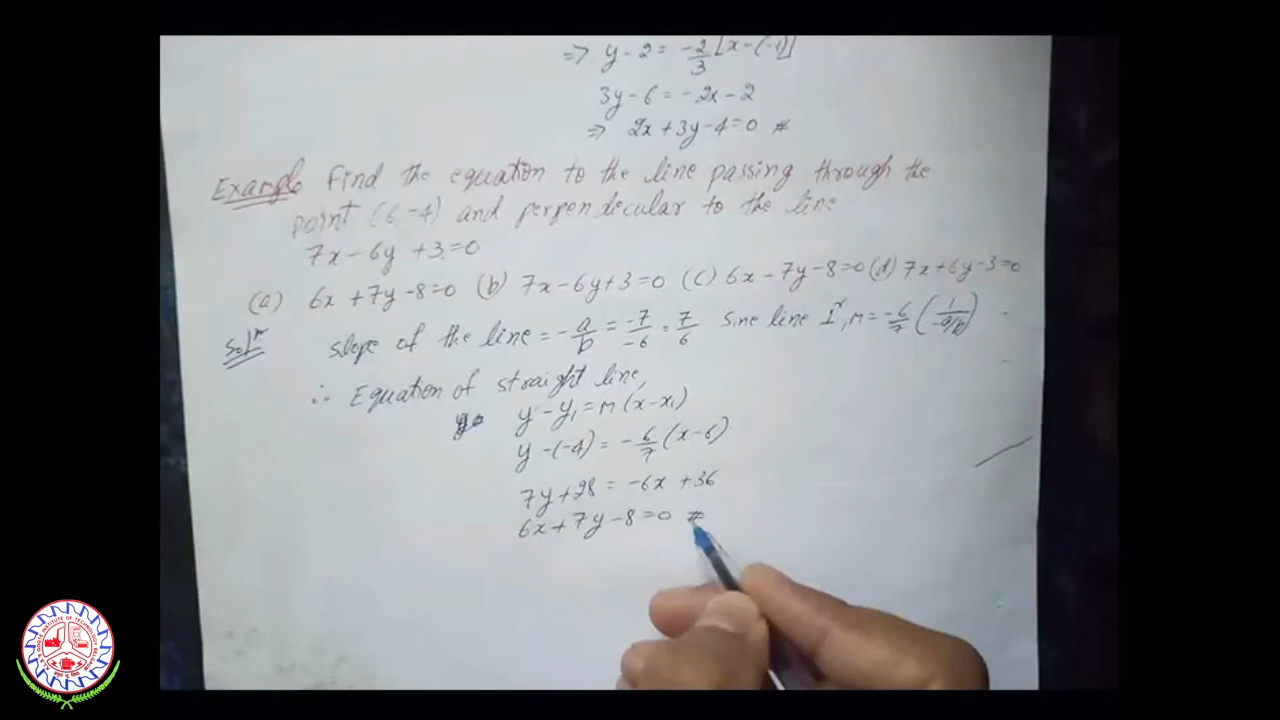 ⇒ y - 2 = -2/3 [x - (-1)]
3y - 6 = - 2x - 2
⇒ 2x + 3y - 4 = 0 #
Example Find the equation to the line passing through the
point (6, -4) and perpendicular to the line
7x - 6y + 3 = 0
(a) 6x + 7y - 8 = 0 (b) 7x - 6y + 3 = 0 (c) 6x - 7y - 8 = 0 (d) 7x + 6y - 3 = 0
Solⁿ slope of the line = - a/b = -7/-6 = 7/6 Sine line ⊥ʳ, m = -6/7 (1/-a/b)
∴ Equation of straight line,
y - y₁ = m (x - x₁)
y - (-4) = -6/7 (x - 6)
7y + 28 = -6x + 36
6x + 7y - 8 = 0 #